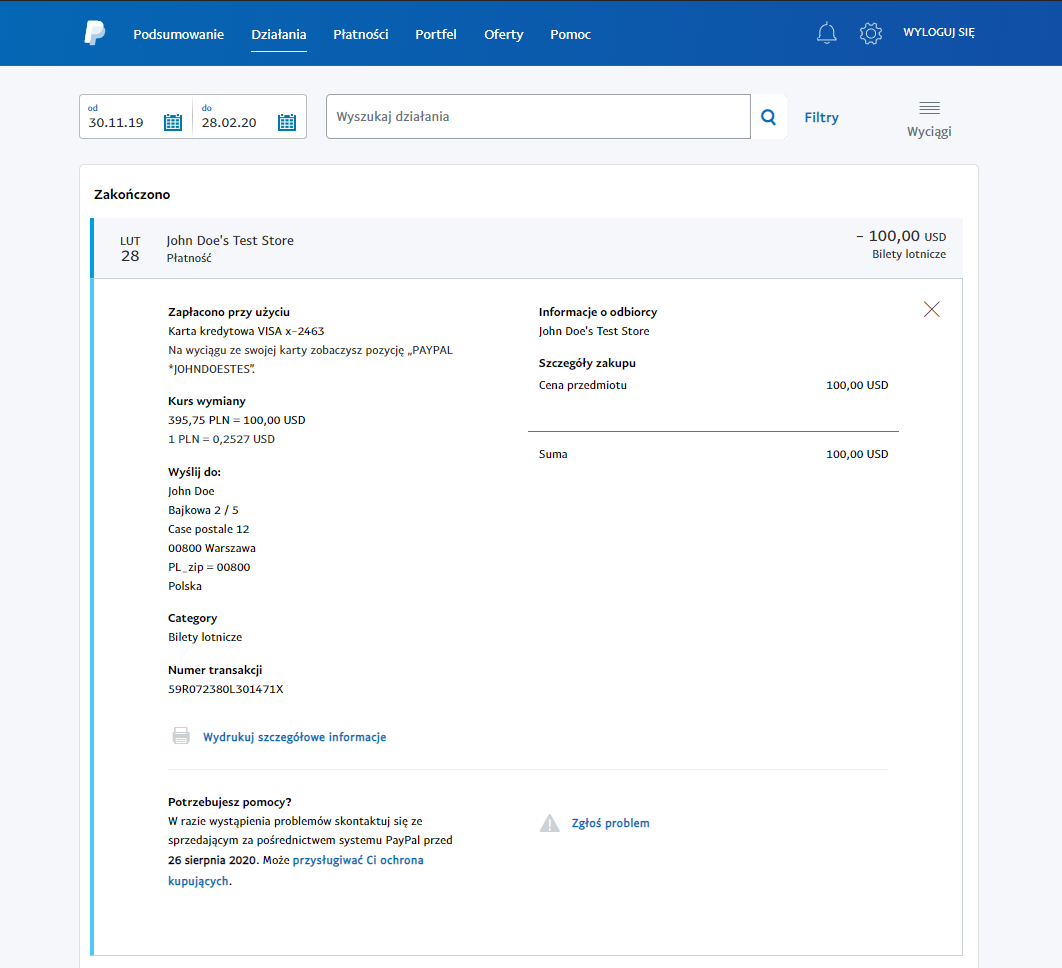 Podsumowanie Działania Płatności Portfel Oferty Pomoc WYLOGUJ SIĘ
od do
30.11.19 28.02.20 Wyszukaj działania Filtry
Wyciągi
Zakończono
LUT John Doe's Test Store − 100,00 USD
28 Płatność Bilety lotnicze
Zapłacono przy użyciu
Karta kredytowa VISA x-2463
Na wyciągu ze swojej karty zobaczysz pozycję „PAYPAL
*JOHNDOESTES”.
Kurs wymiany
395,75 PLN = 100,00 USD
1 PLN = 0,2527 USD
Wyślij do:
John Doe
Bajkowa 2 / 5
Case postale 12
00800 Warszawa
PL_zip = 00800
Polska
Category
Bilety lotnicze
Numer transakcji
59R072380L301471X
Wydrukuj szczegółowe informacje
Informacje o odbiorcy
John Doe's Test Store
Szczegóły zakupu
Cena przedmiotu 100,00 USD
Suma 100,00 USD
Potrzebujesz pomocy?
W razie wystąpienia problemów skontaktuj się ze
sprzedającym za pośrednictwem systemu PayPal przed
26 sierpnia 2020. Może przysługiwać Ci ochrona
kupujących.
Zgłoś problem